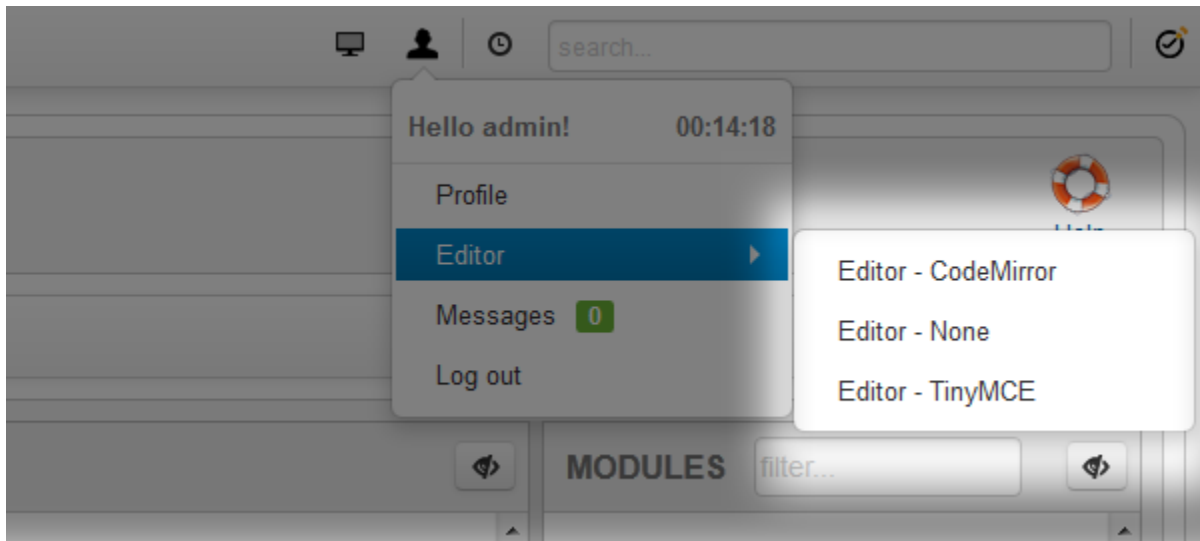 search...
Hello admin! 00:14:18
Profile
Help
Editor
Editor - CodeMirror
Messages 0
Editor - None
Log out
Editor - TinyMCE
MODULES filter...